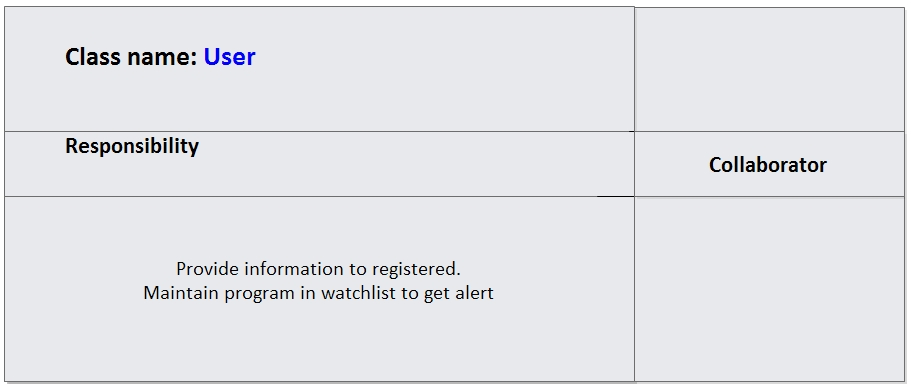 Class name: User
Responsibility
Collaborator
Provide information to registered.
Maintain program in watchlist to get alert